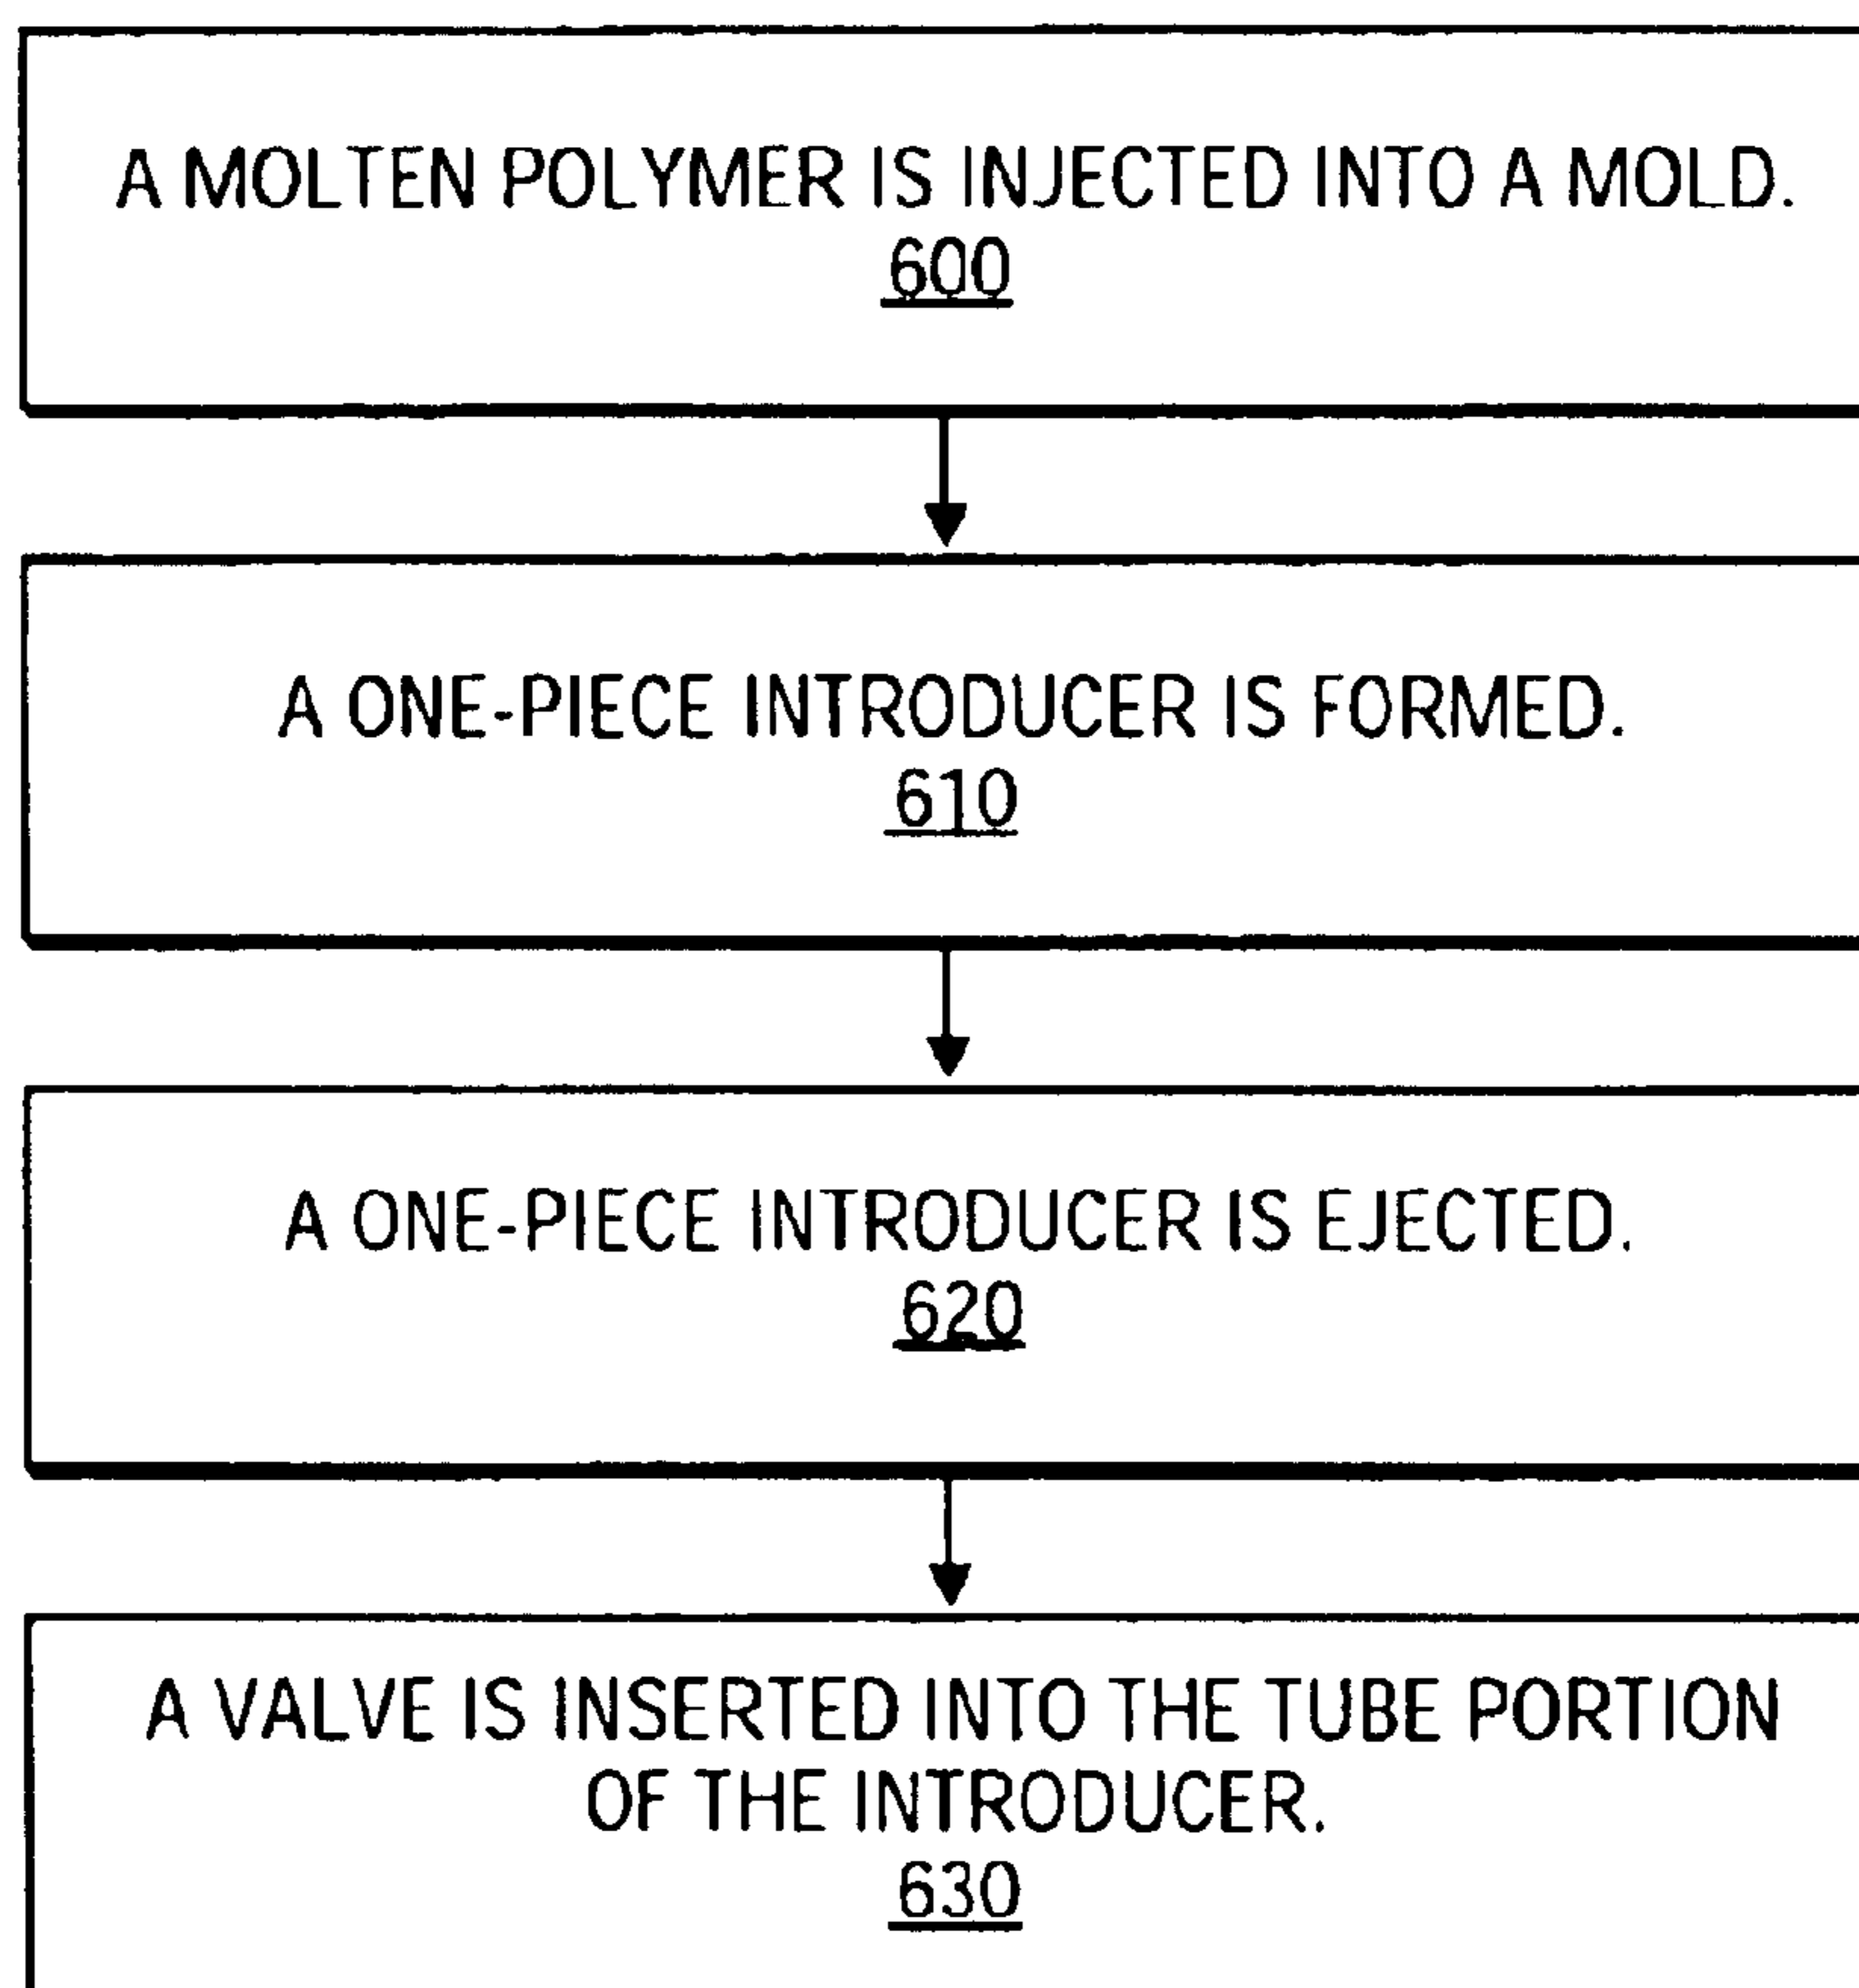 A MOLTEN POLYMER IS INJECTED INTO A MOLD.
600
A ONE-PIECE INTRODUCER IS FORMED.
610
A ONE-PIECE INTRODUCER IS EJECTED.
620
A VALVE IS INSERTED INTO THE TUBE PORTION
OF THE INTRODUCER.
630